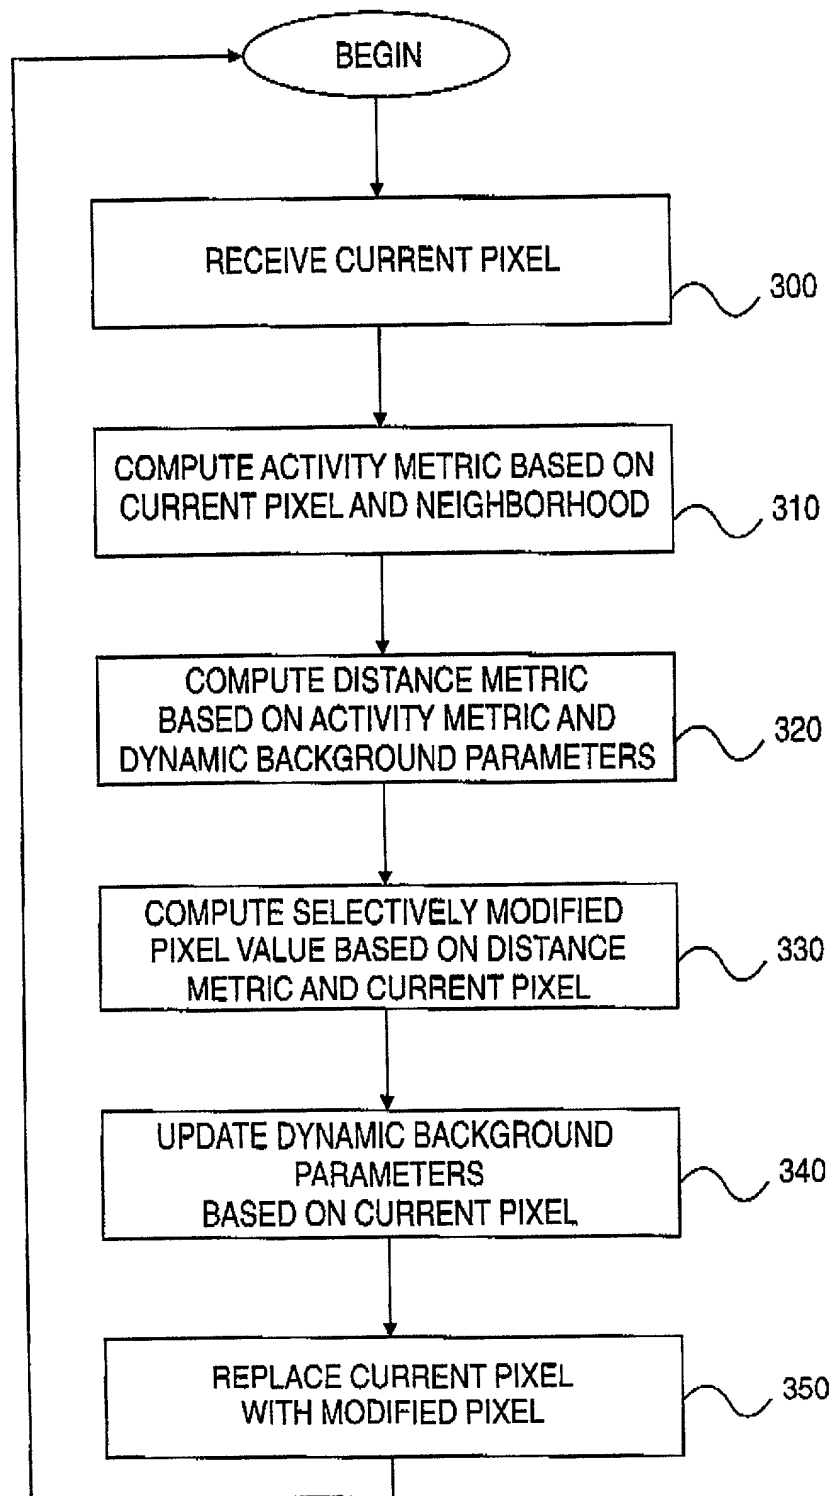 BEGIN
RECEIVE CURRENT PIXEL
300
COMPUTE ACTIVITY METRIC BASED ON
CURRENT PIXEL AND NEIGHBORHOOD
310
COMPUTE DISTANCE METRIC
BASED ON ACTIVITY METRIC AND
DYNAMIC BACKGROUND PARAMETERS
320
COMPUTE SELECTIVELY MODIFIED
PIXEL VALUE BASED ON DISTANCE
METRIC AND CURRENT PIXEL
330
UPDATE DYNAMIC BACKGROUND
PARAMETERS
BASED ON CURRENT PIXEL
340
REPLACE CURRENT PIXEL
WITH MODIFIED PIXEL
350